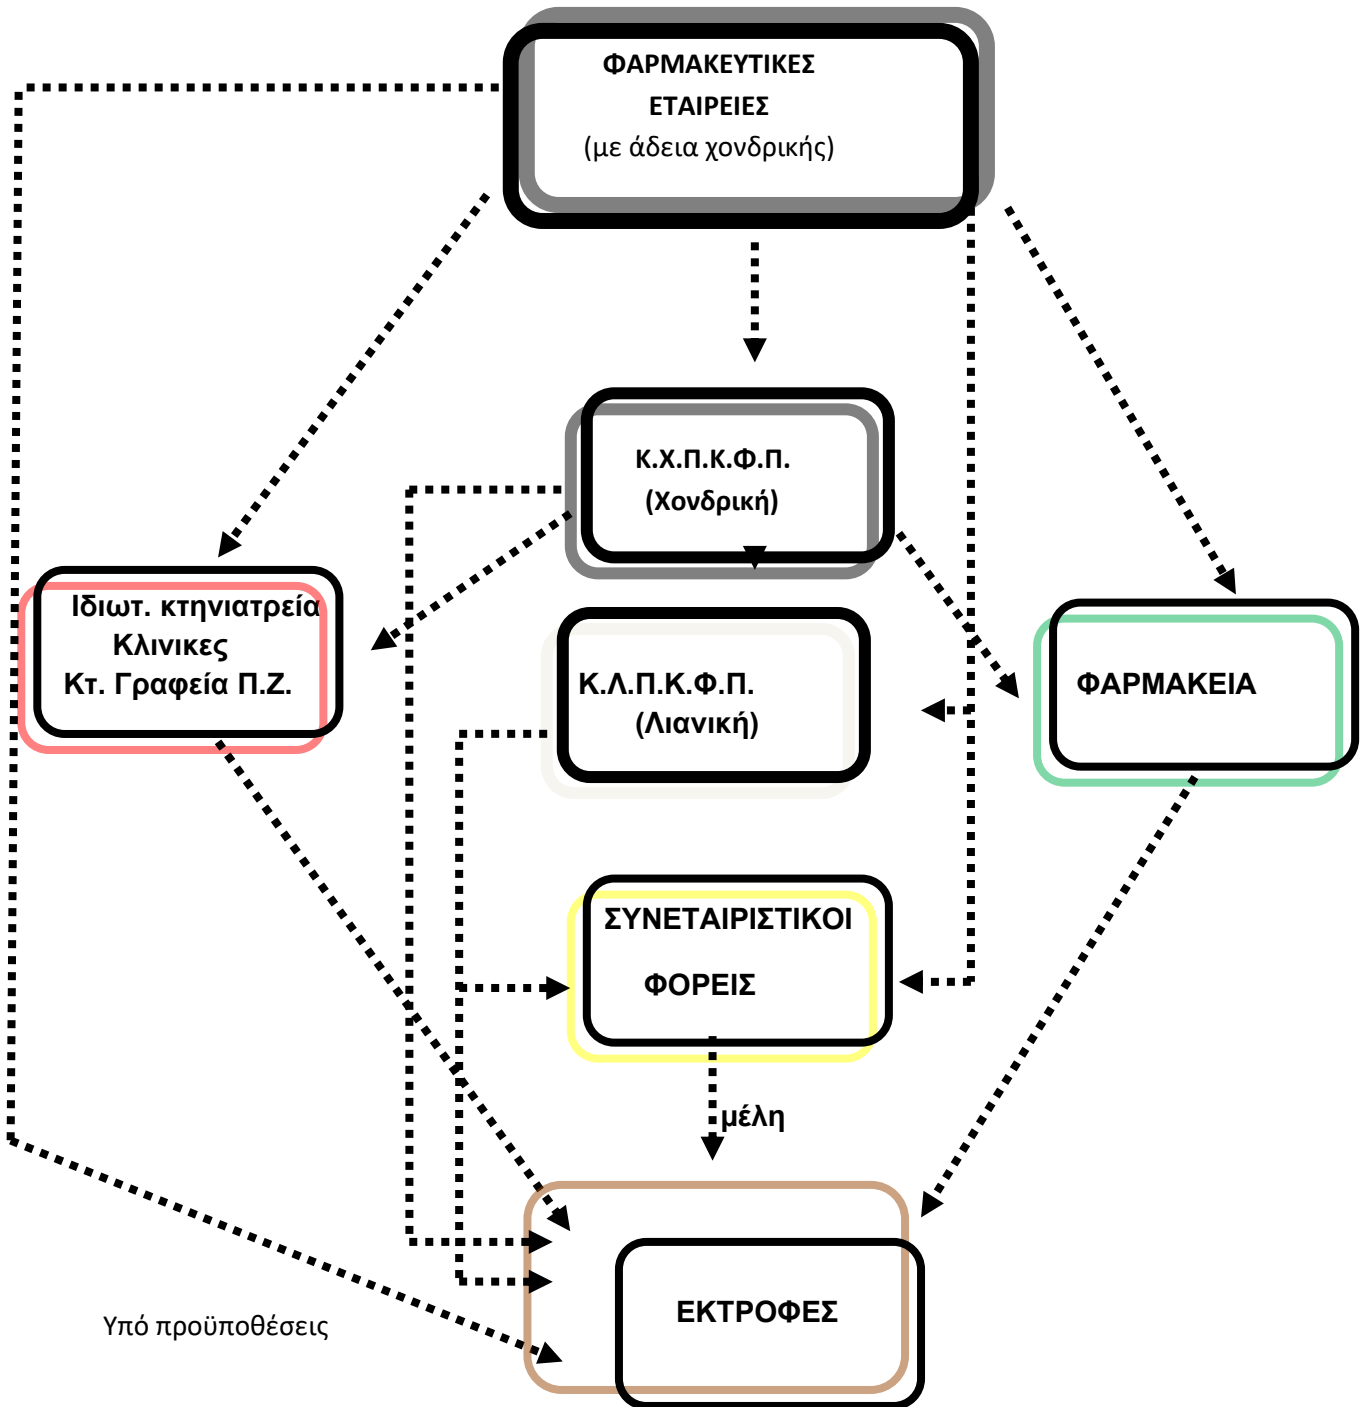 ΦΑΡΜΑΚΕΥΤΙΚΕΣ
ΕΤΑΙΡΕΙΕΣ
(με άδεια χονδρικής)
Κ.Χ.Π.Κ.Φ.Π.
(Χονδρική)
Ιδιωτ. κτηνιατρεία
Κλινικες
Κτ. Γραφεία Π.Ζ.
Κ.Λ.Π.Κ.Φ.Π.
(Λιανική)
ΦΑΡΜΑΚΕΙΑ
ΣΥΝΕΤΑΙΡΙΣΤΙΚΟΙ
ΦΟΡΕΙΣ
μέλη
ΕΚΤΡΟΦΕΣ
Υπό προϋποθέσεις